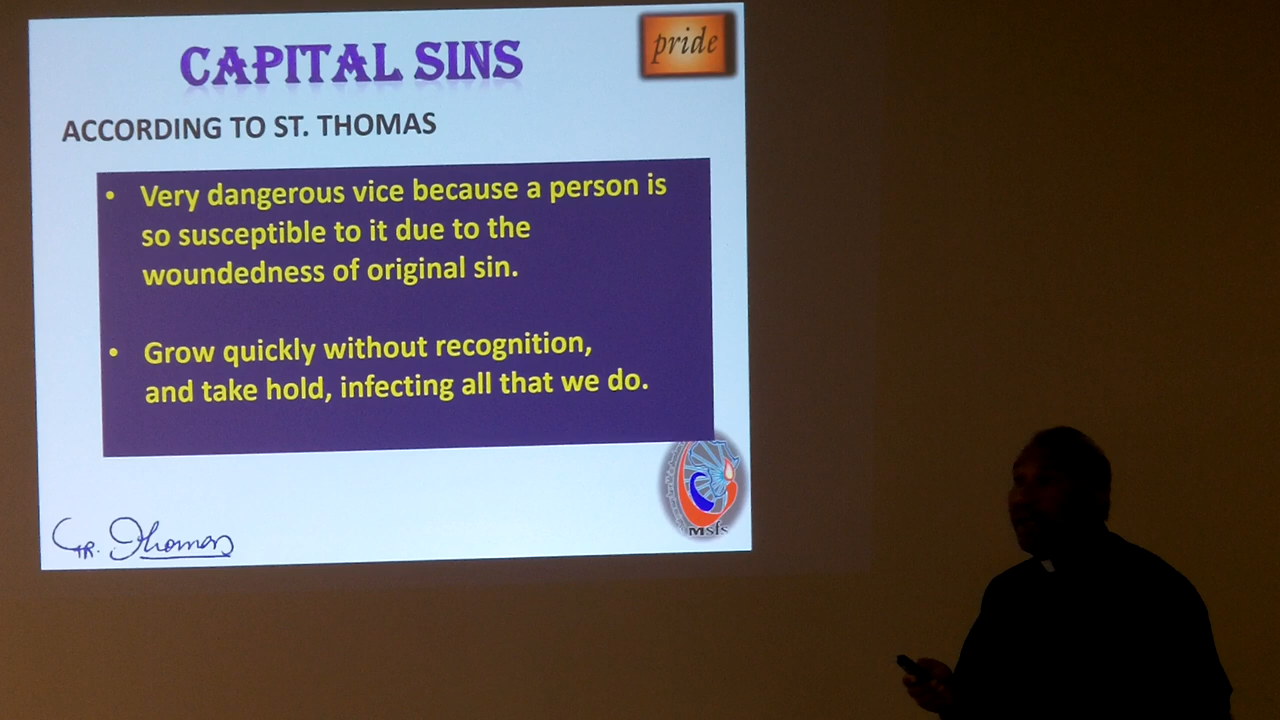 CAPITAL SINS
pride
ACCORDING TO ST. THOMAS
• Very dangerous vice because a person is
so susceptible to it due to the
woundedness of original sin.
• Grow quickly without recognition,
and take hold, infecting all that we do.
Msfs
FR. Thomas